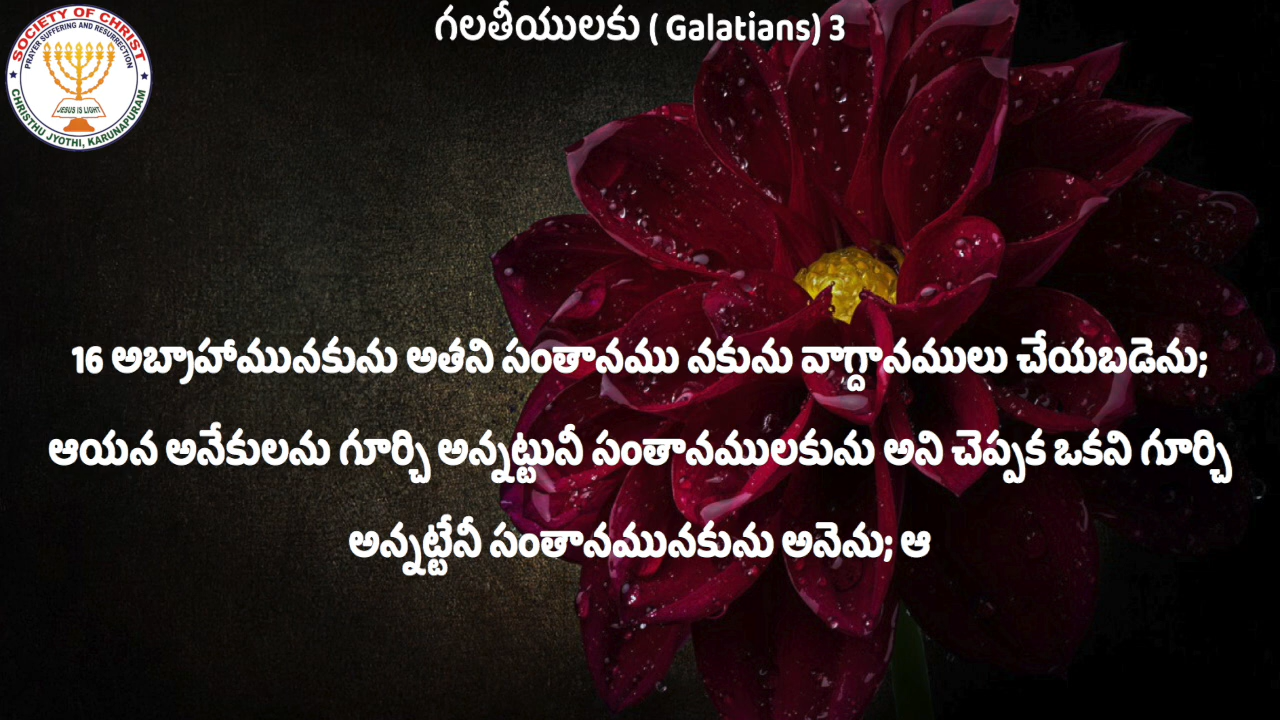 గలతీయులకు ( Galatians) 3
SOCIETY OF CHRIST
PRAYER SUFFERING AND RESURRECTION
JESUS IS LIGHT
CHRISTHU JYOTHI, KARUNAPURAM
16 అబ్రాహామునకును అతని సంతానము నకును వాగ్దానములు చేయబడెను;
ఆయన అనేకులను గూర్చి అన్నట్టునీ సంతానములకును అని చెప్పక ఒకని గూర్చి
అన్నట్టేనీ సంతానమునకును అనెను; ఆ